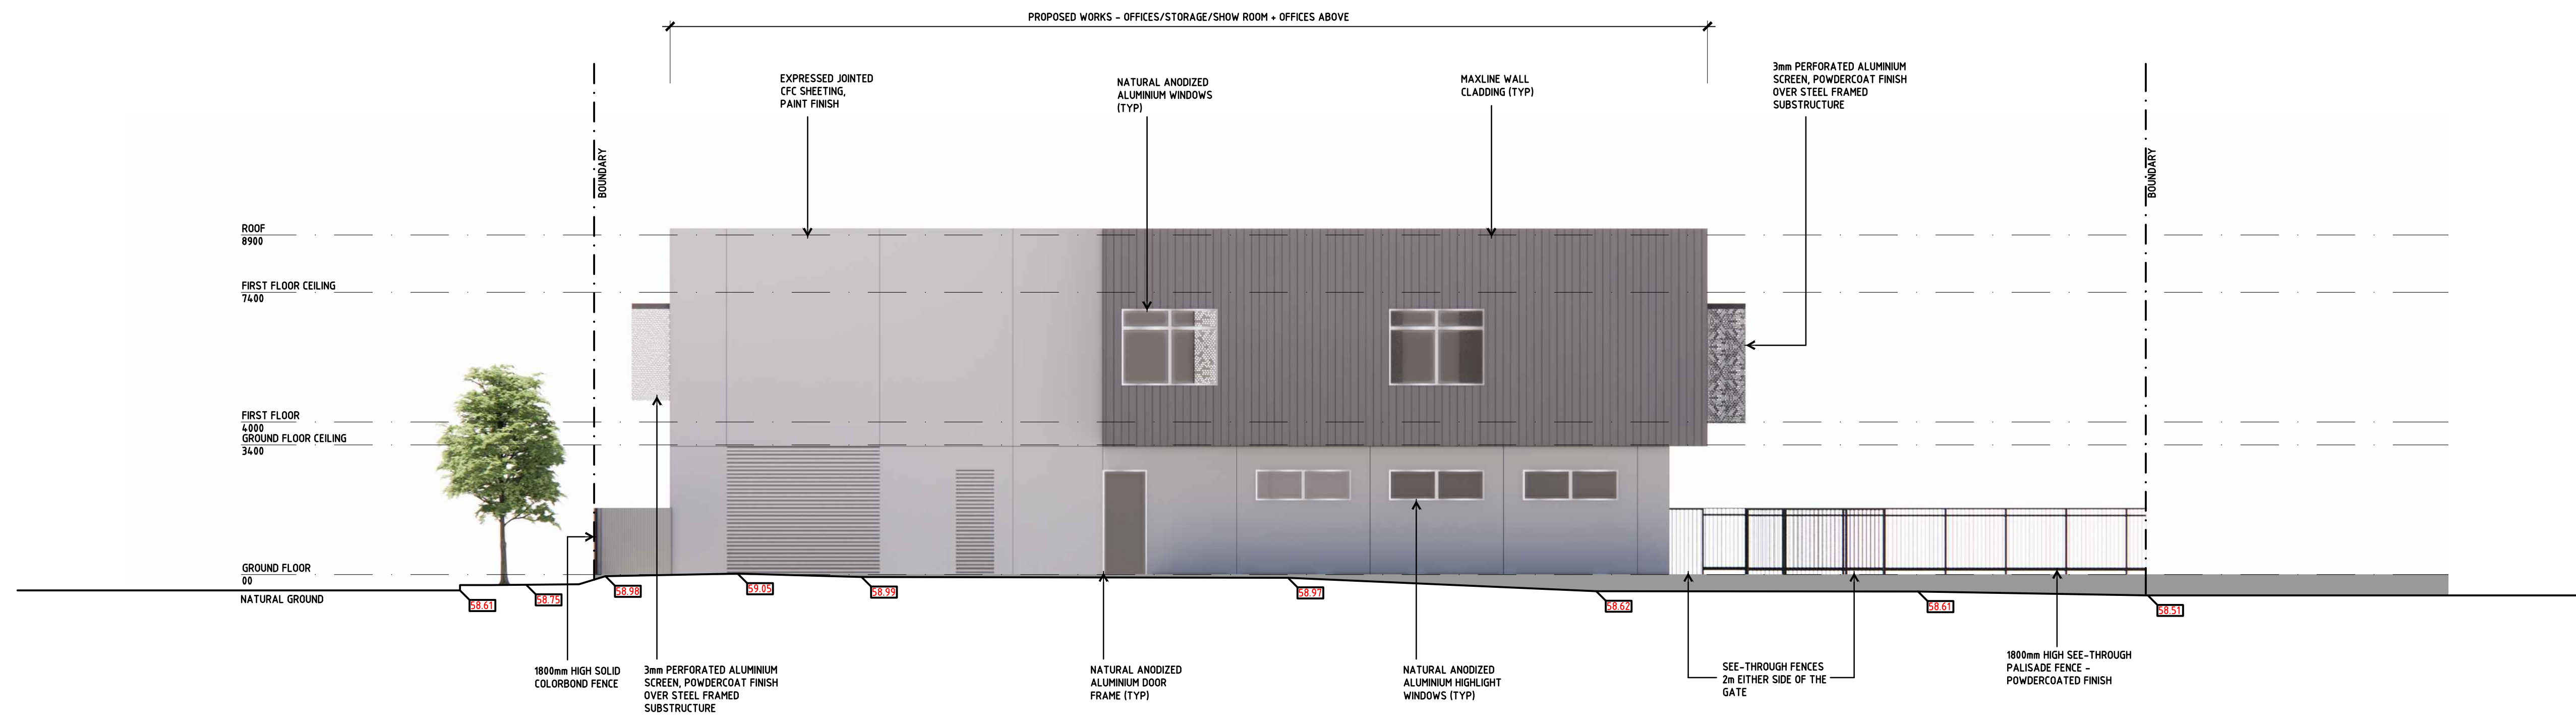 PROPOSED WORKS - OFFICES/STORAGE/SHOW ROOM + OFFICES ABOVE
EXPRESSED JOINTED
CFC SHEETING,
PAINT FINISH
NATURAL ANODIZED
ALUMINIUM WINDOWS
(TYP)
MAXLINE WALL
CLADDING (TYP)
3mm PERFORATED ALUMINIUM
SCREEN, POWDERCOAT FINISH
OVER STEEL FRAMED
SUBSTRUCTURE
BOUNDARY
BOUNDARY
ROOF
8900
FIRST FLOOR CEILING
7400
FIRST FLOOR
4000
GROUND FLOOR CEILING
3400
GROUND FLOOR
00
NATURAL GROUND
58.61
58.75
58.98
59.05
58.99
58.97
58.62
58.61
58.51
1800mm HIGH SOLID
COLORBOND FENCE
3mm PERFORATED ALUMINIUM
SCREEN, POWDERCOAT FINISH
OVER STEEL FRAMED
SUBSTRUCTURE
NATURAL ANODIZED
ALUMINIUM DOOR
FRAME (TYP)
NATURAL ANODIZED
ALUMINIUM HIGHLIGHT
WINDOWS (TYP)
SEE-THROUGH FENCES
2m EITHER SIDE OF THE
GATE
1800mm HIGH SEE-THROUGH
PALISADE FENCE -
POWDERCOATED FINISH